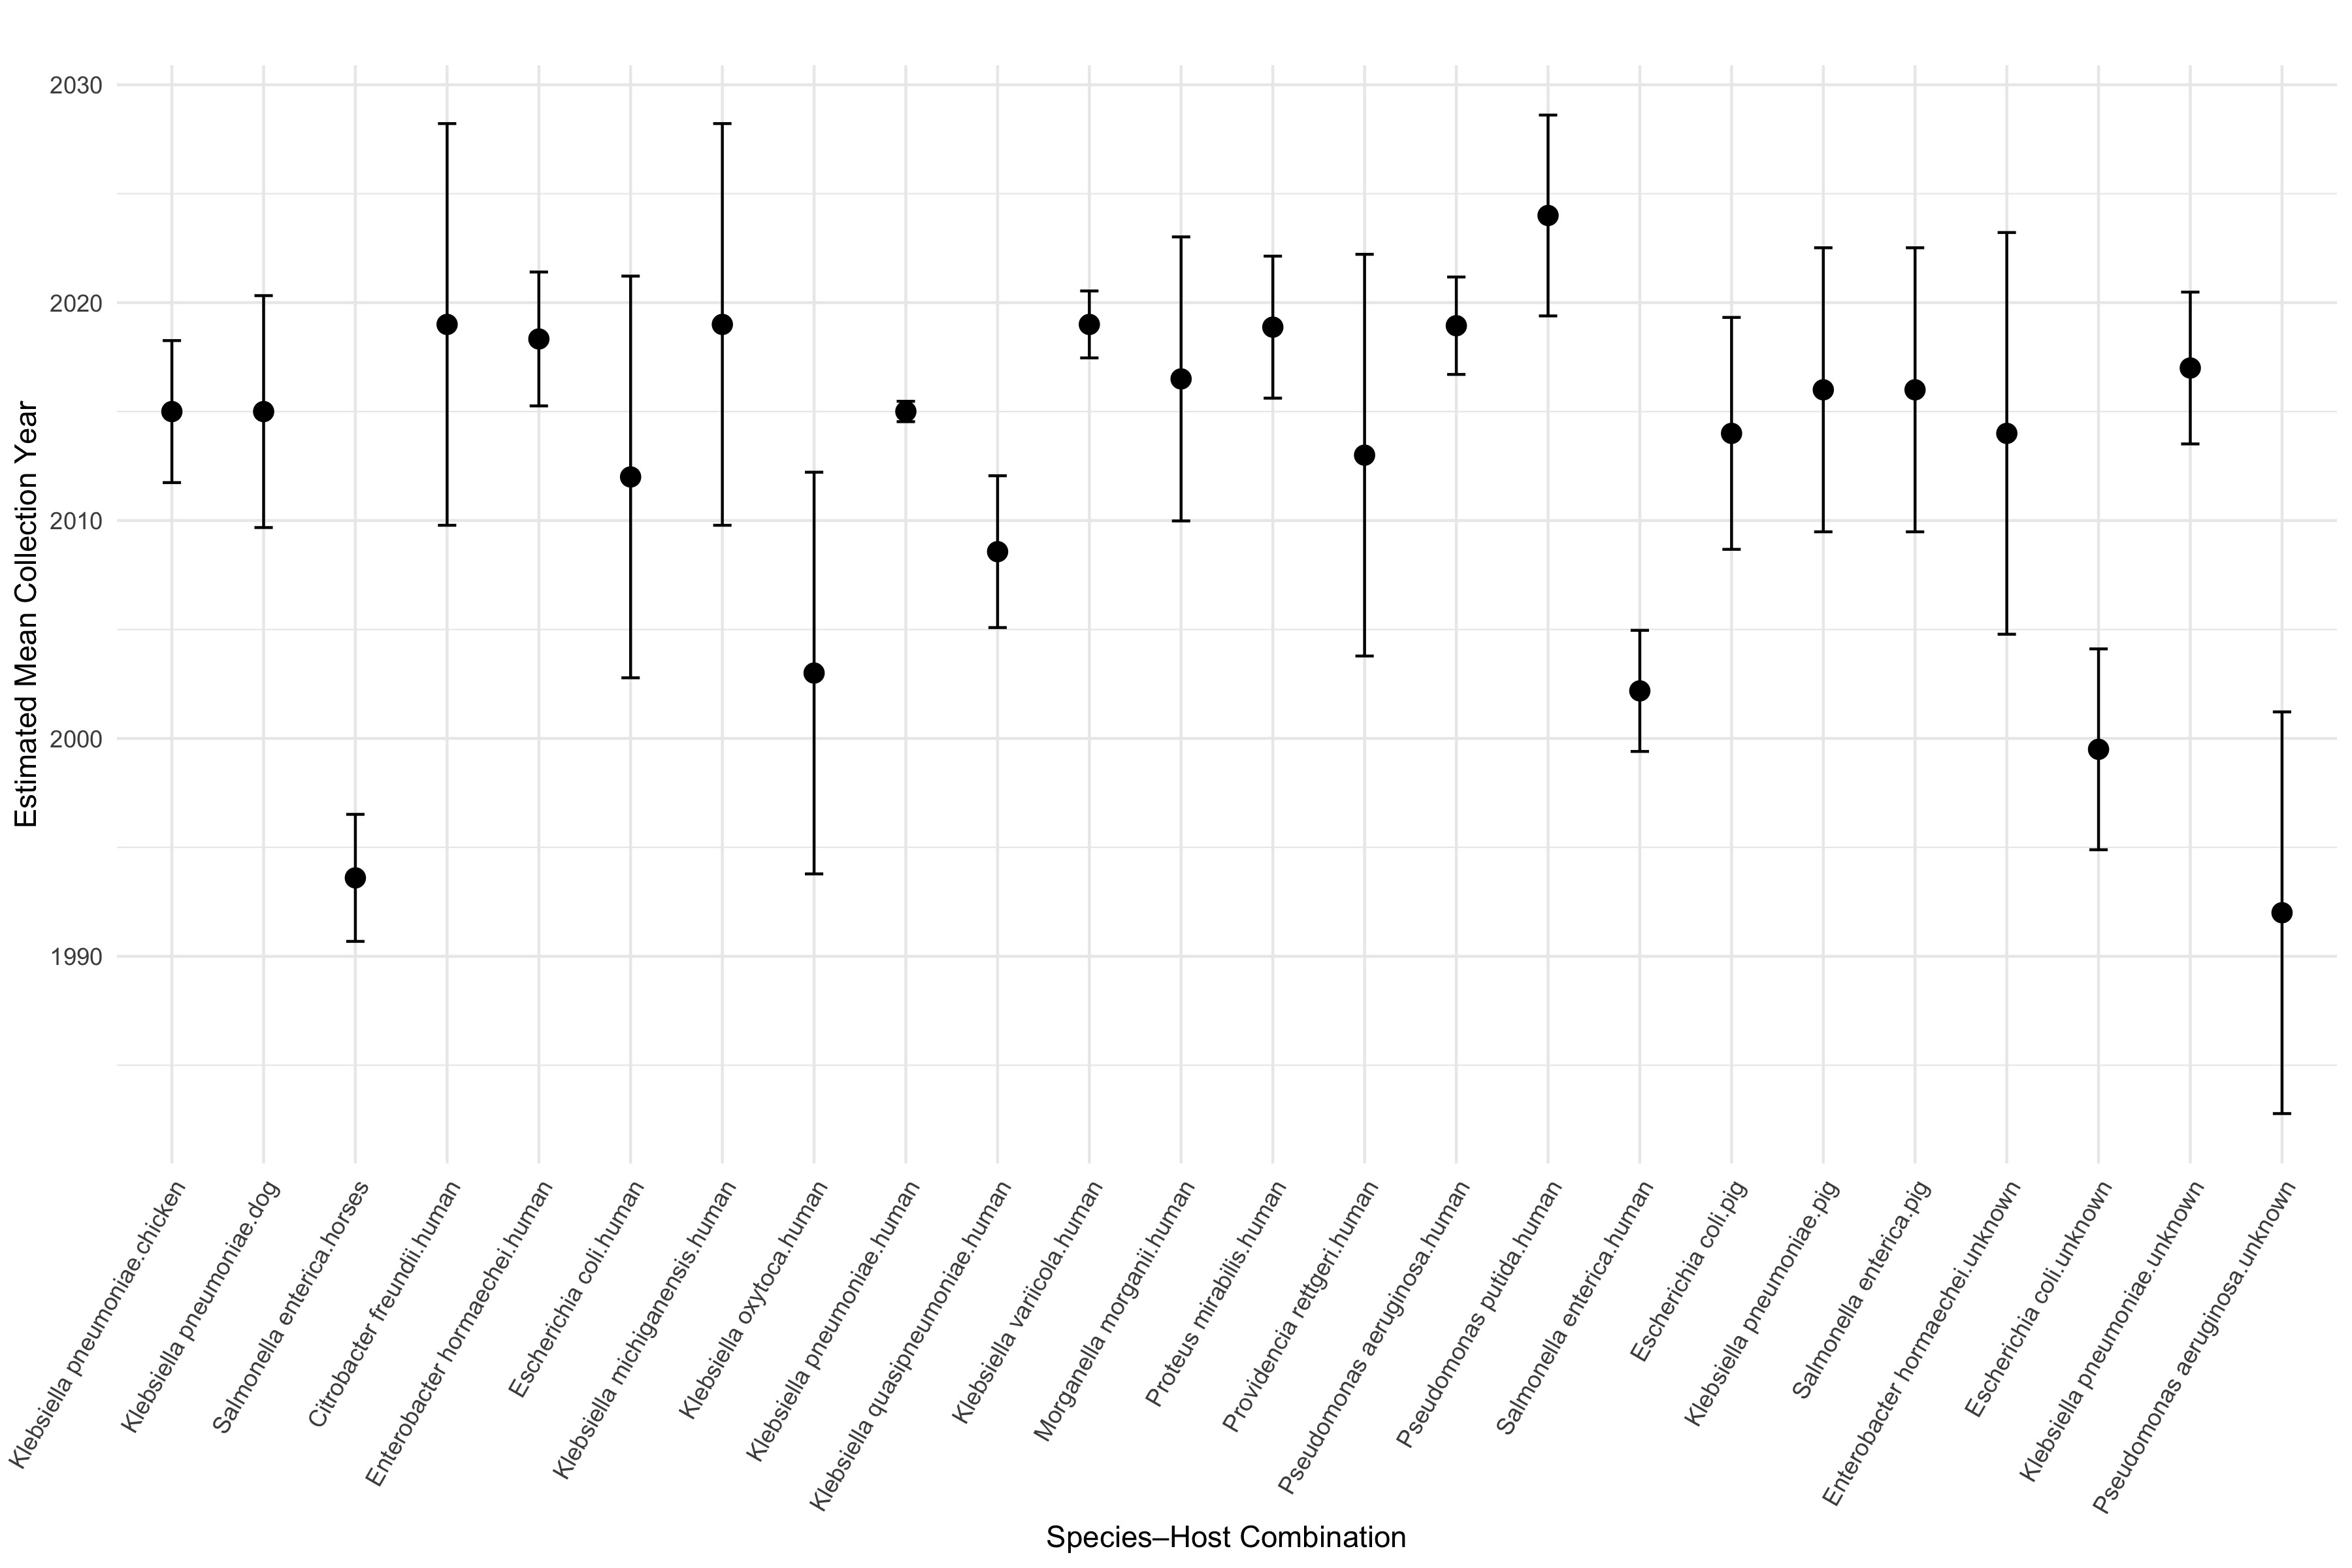 2030
2020
2010
2000
1990
Estimated Mean Collection Year
Klebsiella pneumoniae.chicken
Klebsiella pneumoniae.dog
Salmonella enterica.horses
Citrobacter freundii.human
Enterobacter hormaechei.human
Escherichia coli.human
Klebsiella michiganensis.human
Klebsiella oxytoca.human
Klebsiella pneumoniae.human
Klebsiella quasipneumoniae.human
Klebsiella variicola.human
Morganella morganii.human
Proteus mirabilis.human
Providencia rettgeri.human
Pseudomonas aeruginosa.human
Pseudomonas putida.human
Salmonella enterica.human
Escherichia coli.pig
Klebsiella pneumoniae.pig
Salmonella enterica.pig
Enterobacter hormaechei.unknown
Escherichia coli.unknown
Klebsiella pneumoniae.unknown
Pseudomonas aeruginosa.unknown
Species–Host Combination